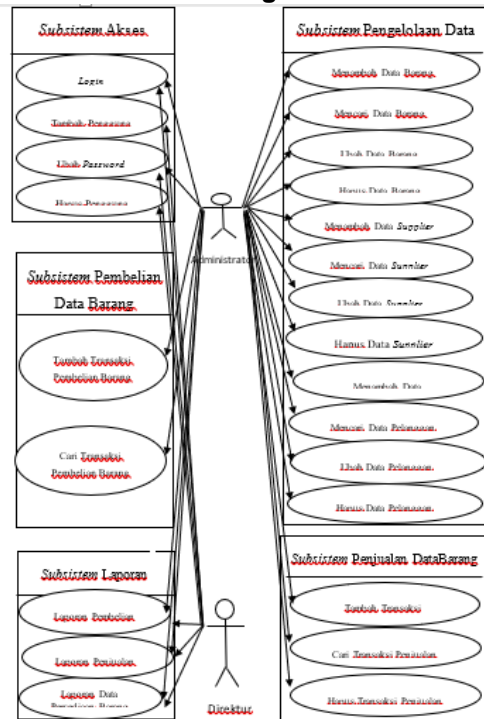 Subsistem Akses
Login
Tambah Pengguna
Ubah Password
Hapus Pengguna
Subsistem Pengelolaan Data
Menambah Data Barang
Mencari Data Barang
Ubah Data Barang
Hapus Data Barang
Menambah Data Supplier
Mencari Data Supplier
Ubah Data Supplier
Hapus Data Supplier
Menambah Data
Mencari Data Pelanggan
Ubah Data Pelanggan
Hapus Data Pelanggan
Administrator
Subsistem Pembelian
Data Barang
Tambah Transaksi
Pembelian Barang
Cari Transaksi
Pembelian Barang
Subsistem Laporan
Laporan Pembelian
Laporan Penjualan
Laporan Data
Persediaan Barang
Direktur
Subsistem Penjualan DataBarang
Tambah Transaksi
Cari Transaksi Penjualan
Hapus Transaksi Penjualan